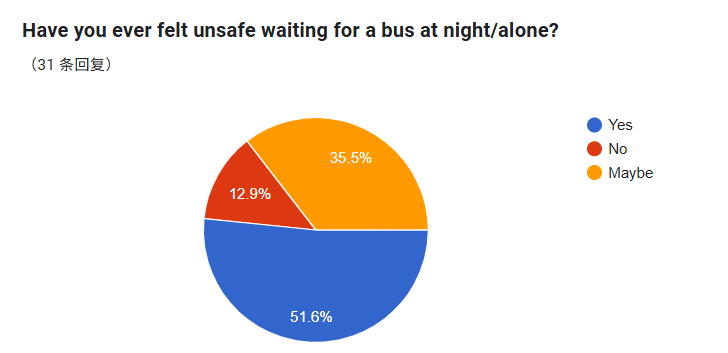 Have you ever felt unsafe waiting for a bus at night/alone?
（31 条回复）
Yes
No
Maybe
35.5%
12.9%
51.6%